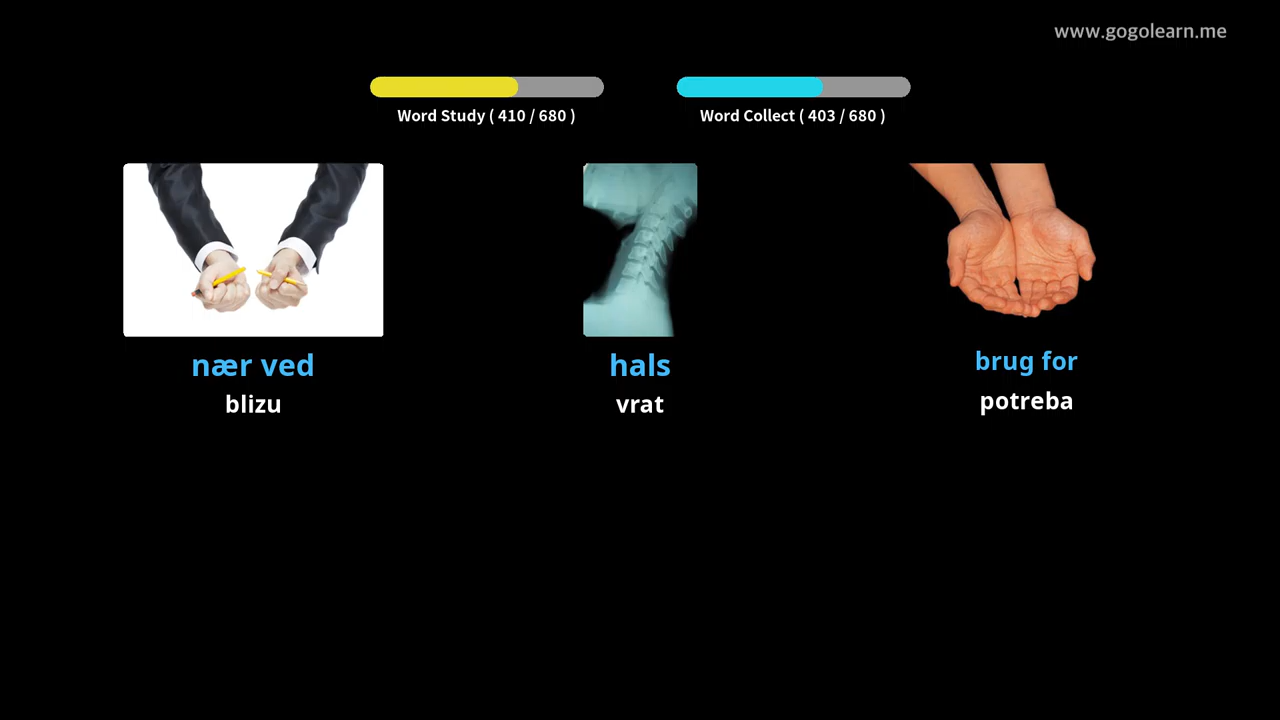 www.gogolearn.me
Word Study ( 410 / 680 )
Word Collect ( 403 / 680 )
nær ved
blizu
hals
vrat
brug for
potreba